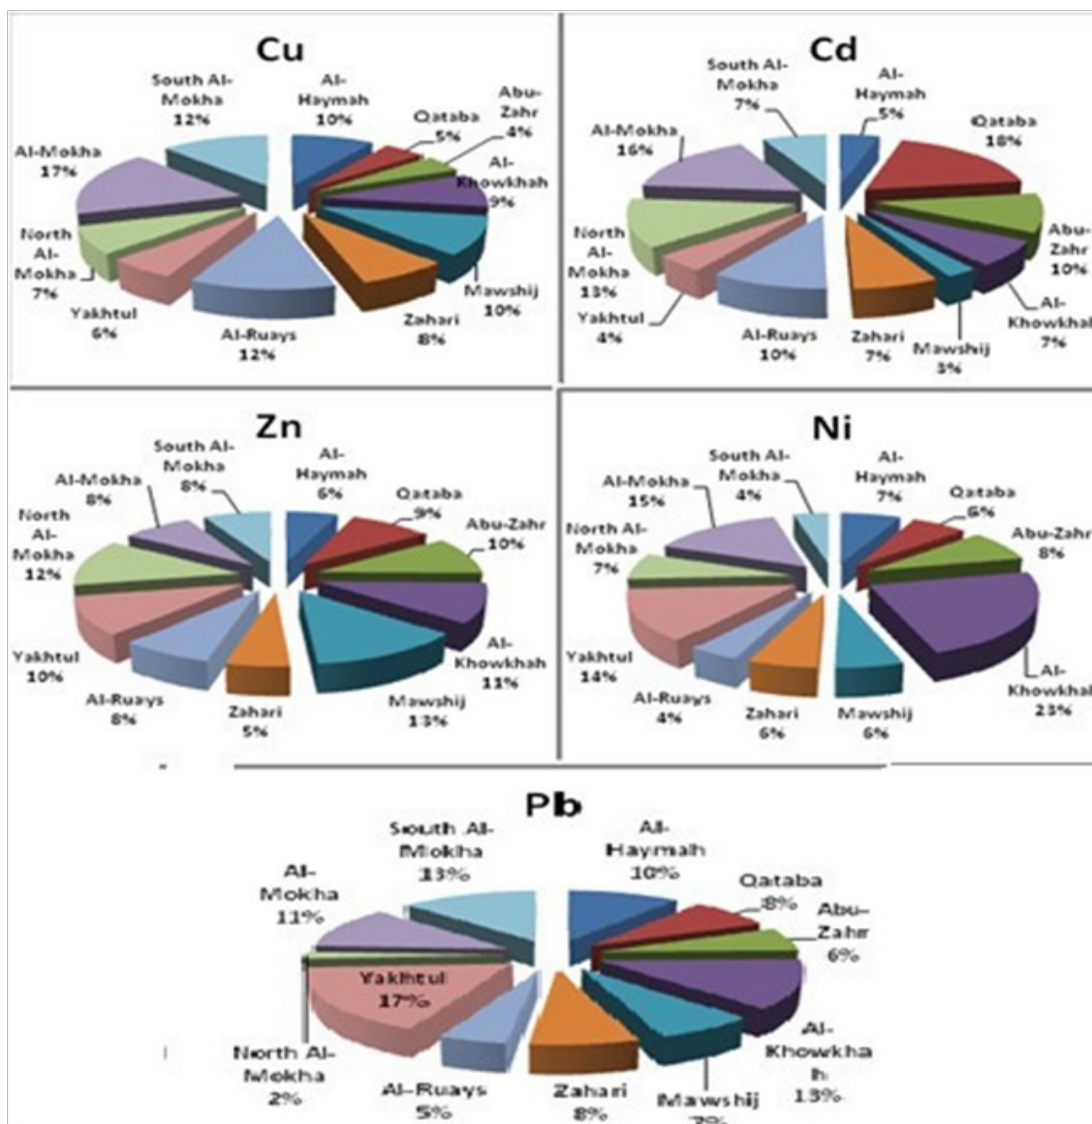 Cu
South Al-
Mokha
12%
Al-
Haymah
10%
Qataba
5%
Abu-
Zahr
4%
Al-
Khowkhah
9%
Mawshij
10%
Zahari
8%
Al-Ruays
12%
Yakhtul
6%
North
Al-
Mokha
7%
Al-Mokha
17%
Cd
South Al-
Mokha
7%
Al-
Haymah
5%
Qataba
18%
Abu-
Zahr
10%
Al-
Khowkhal
7%
Mawshij
3%
Zahari
7%
Al-Ruays
10%
Yakhtul
4%
North
Al-
Mokha
13%
Al-Mokha
16%
Zn
South Al-
Mokha
8%
Al-
Haymah
6%
Qataba
9%
Abu-Zahr
10%
Al-
Khowkhah
11%
Mawshij
13%
Zahari
5%
Al-Ruays
8%
Yakhtul
10%
North
Al-
Mokha
12%
Al-Mokha
8%
Ni
South Al-
Mokha
4%
Al-
Haymah
7%
Qataba
6%
Abu-Zahr
8%
Al-
Khowkhal
23%
Mawshij
6%
Zahari
6%
Al-Ruays
4%
Yakhtul
14%
North Al-
Mokha
7%
Al-Mokha
15%
Pb
South Al-
Mokha
13%
Al-
Haymah
10%
Qataba
8%
Abu-
Zahr
6%
Al-
Khowkha
h
13%
Mawshij
Zahari
8%
Al-Ruays
5%
North Al-
Mokha
2%
Yakhtul
17%
Al-
Mokha
11%